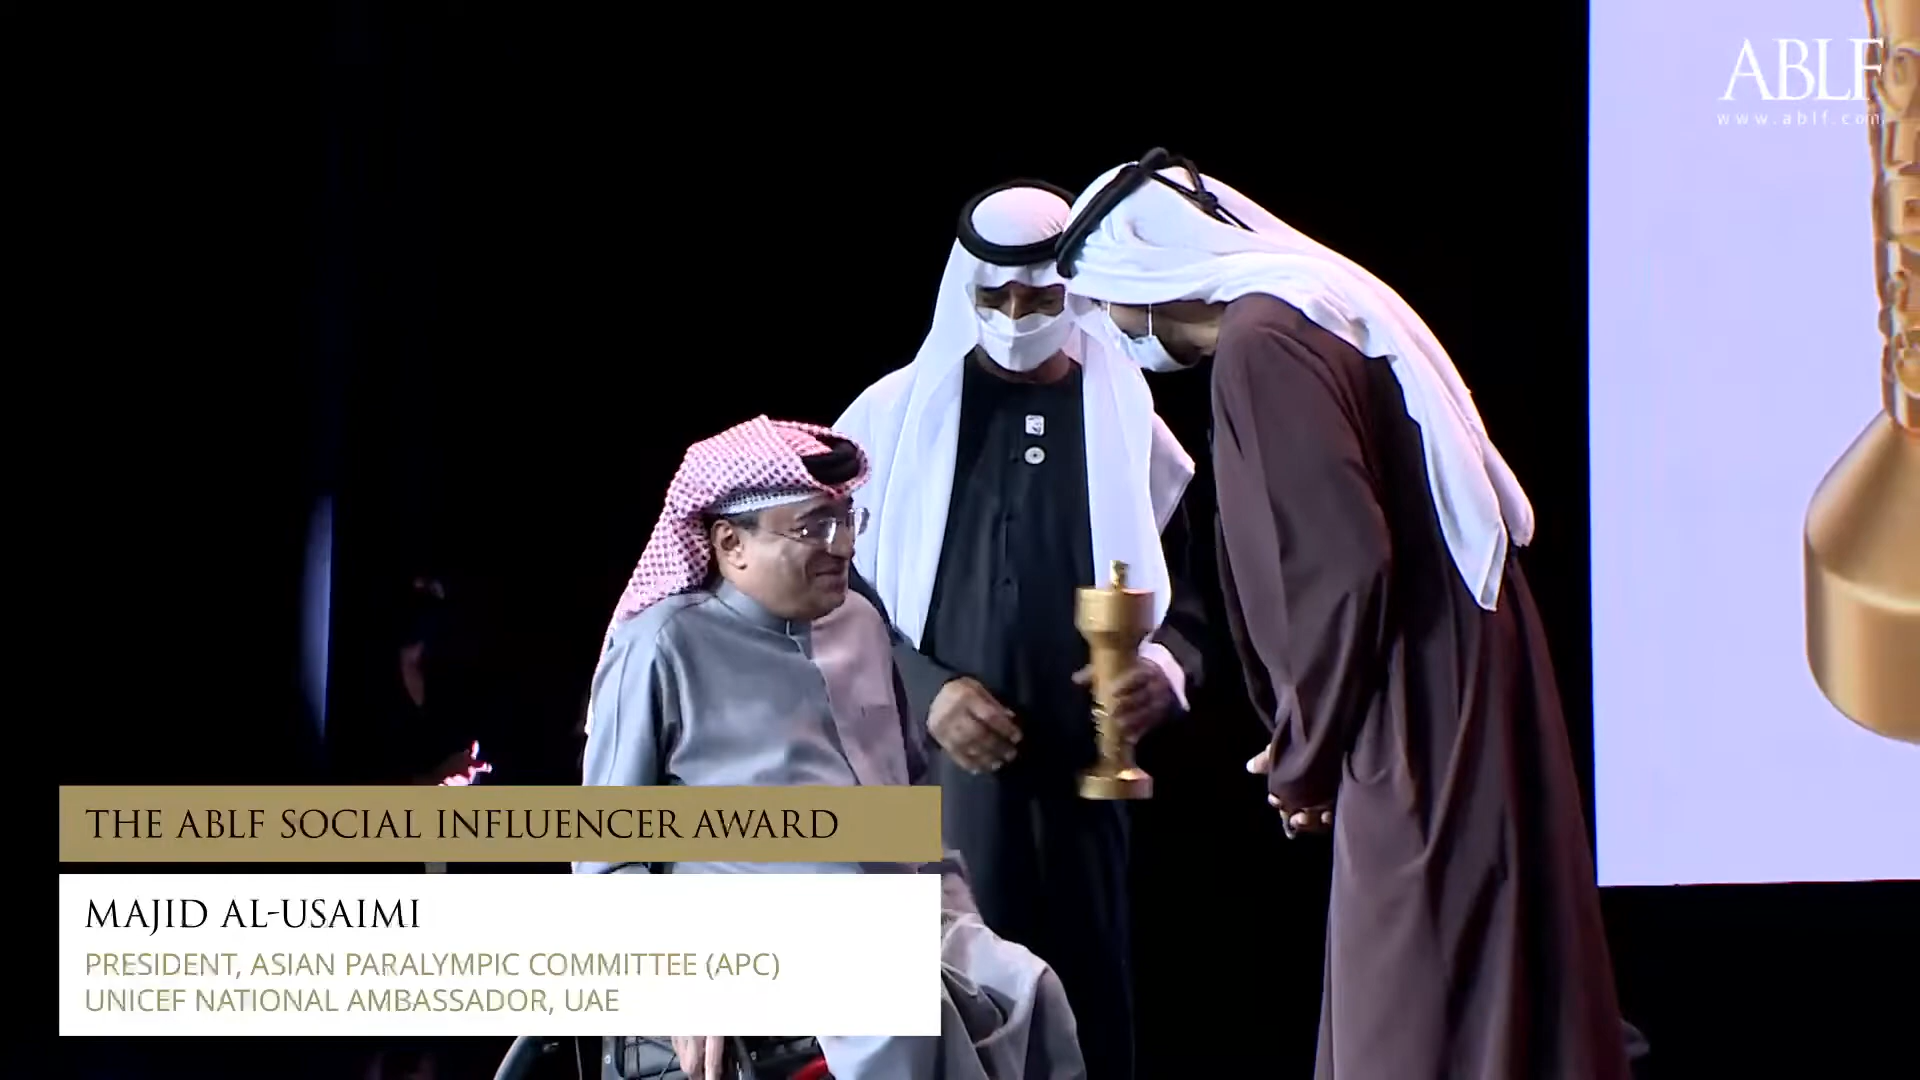 ABLF
www.ablf.com
THE ABLF SOCIAL INFLUENCER AWARD
MAJID AL-USAIMI
PRESIDENT, ASIAN PARALYMPIC COMMITTEE (APC)
UNICEF NATIONAL AMBASSADOR, UAE